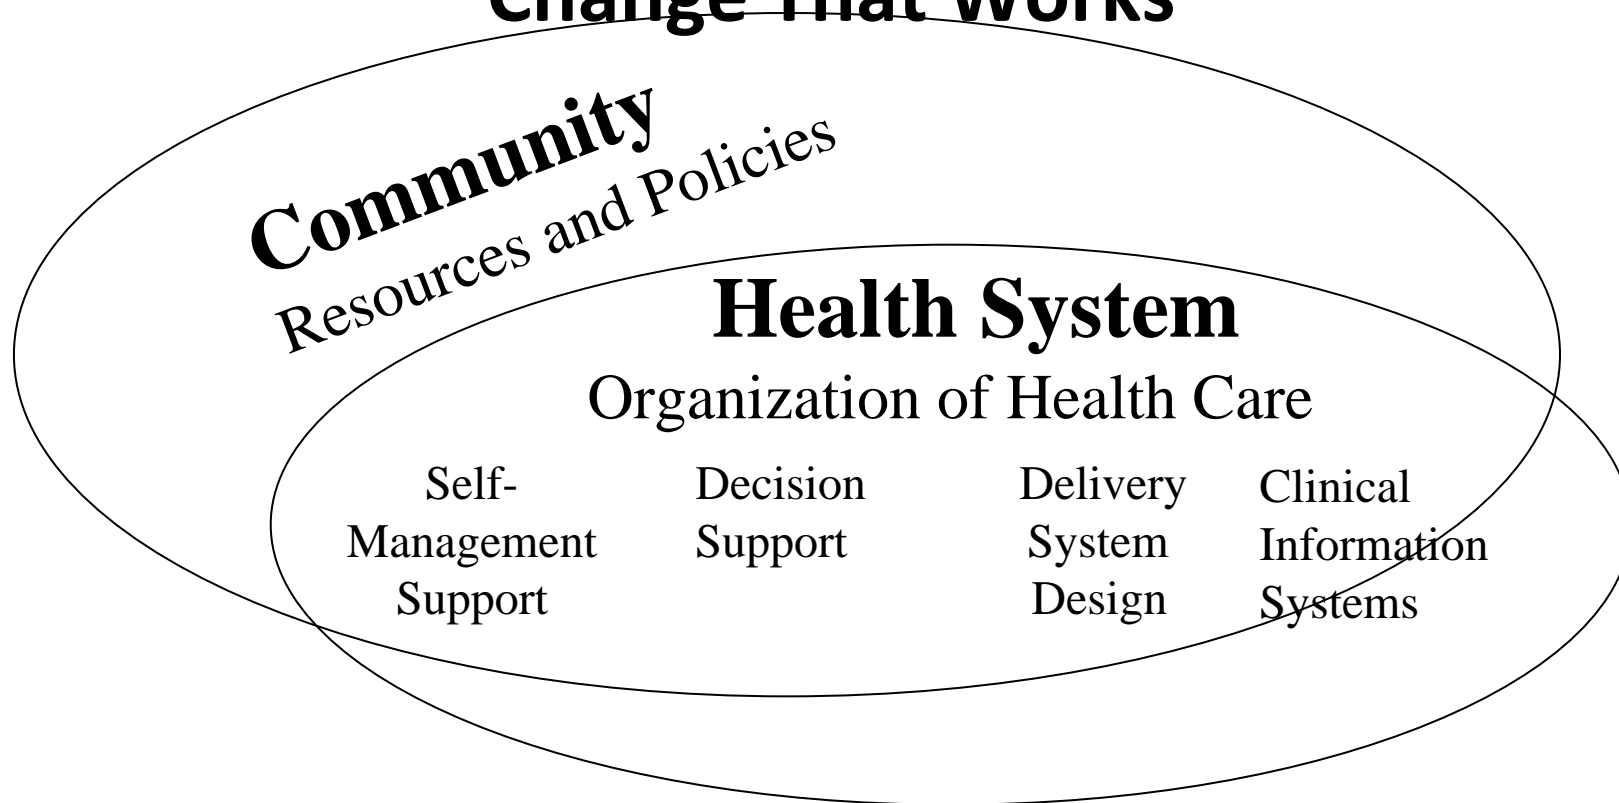 Change That Works
Community
Resources and Policies
Health System
Organization of Health Care
Self-
Management
Support
Decision
Support
Delivery
System
Design
Clinical
Information
Systems